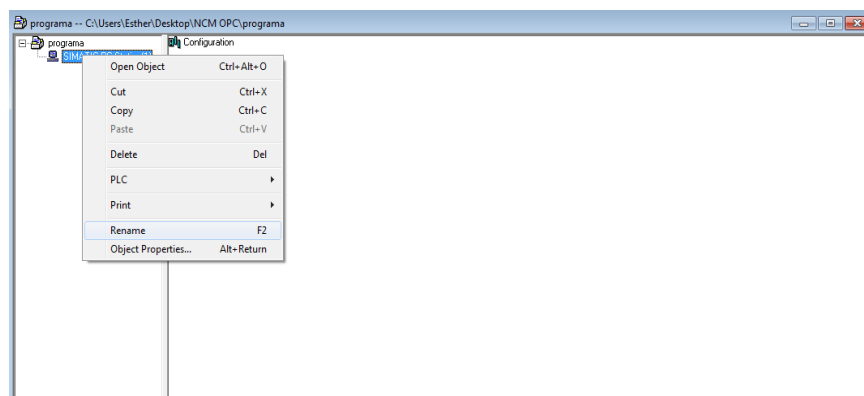 programa -- C:\Users\Esther\Desktop\NCM OPC\programa
programa
Configuration
Open Object Ctrl+Alt+O
Cut Ctrl+X
Copy Ctrl+C
Paste Ctrl+V
Delete Del
PLC
Print
Rename F2
Object Properties... Alt+Return